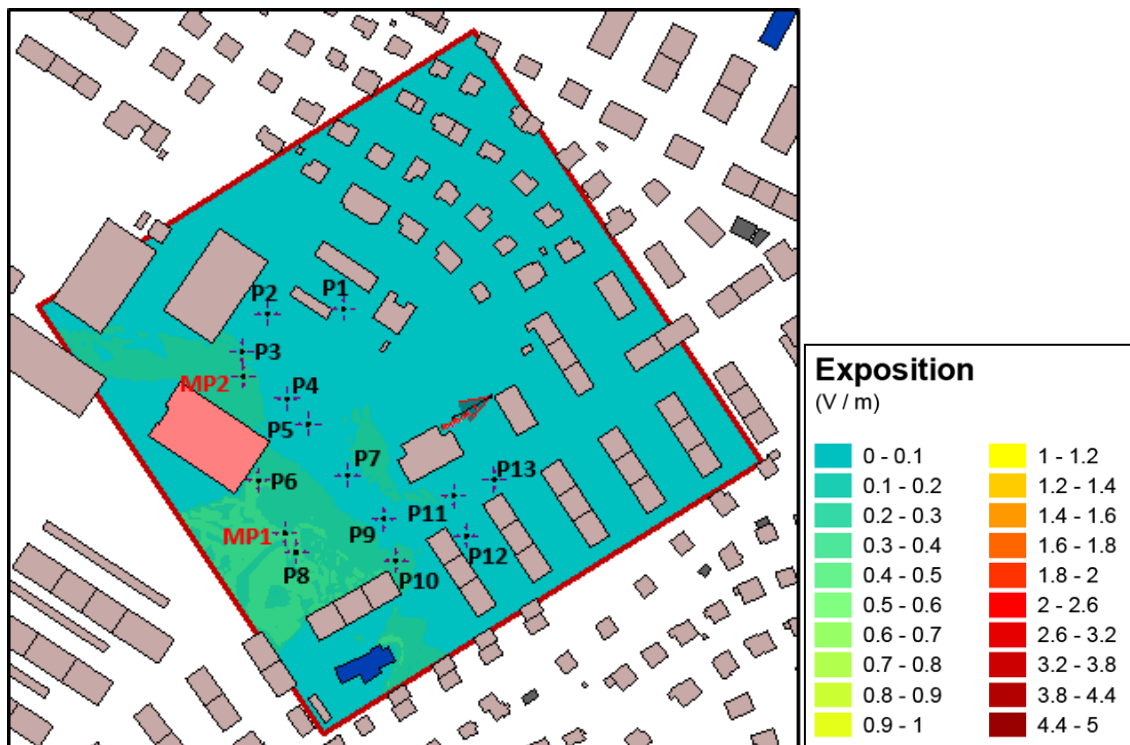 P1
P2
P3
MP2
P4
P5
P7
P6
P13
P11
MP1
P9
P12
P8
P10
Exposition
(V / m)
0 - 0.1
0.1 - 0.2
0.2 - 0.3
0.3 - 0.4
0.4 - 0.5
0.5 - 0.6
0.6 - 0.7
0.7 - 0.8
0.8 - 0.9
0.9 - 1
1 - 1.2
1.2 - 1.4
1.4 - 1.6
1.6 - 1.8
1.8 - 2
2 - 2.6
2.6 - 3.2
3.2 - 3.8
3.8 - 4.4
4.4 - 5